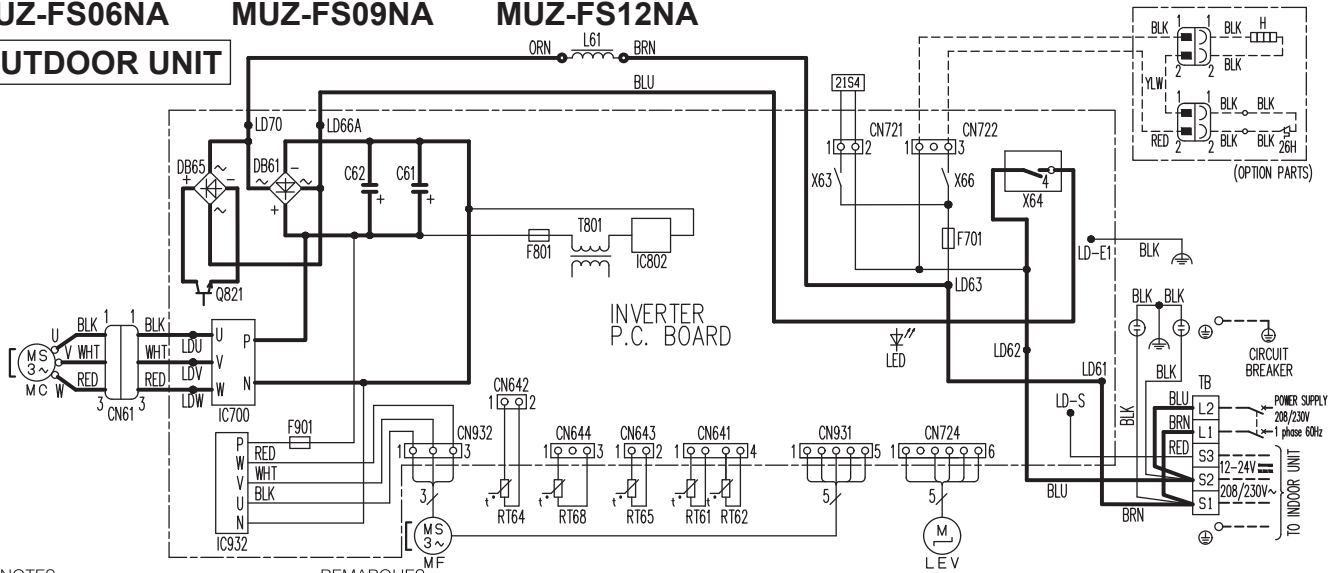 UZ-FS06NA MUZ-FS09NA MUZ-FS12NA
UTDOOR UNIT
ORN L61 BRN
BLU
LD70 LD66A
DB65 DB61 C62 C61
+ ~ - ~ - + ~ + +
Q821
F801 T801 IC802
INVERTER
P.C. BOARD
21S4
CN721 CN722
1 2 1 3
X63 X66
F701
LD63
4
X64
LD-E1 BLK
LED
LD62
LD61
LD-S
BLK 1 1 BLK H
2 2 BLK
YLW
1 1 BLK BLK
RED 2 2 BLK BLK 26H
(OPTION PARTS)
BLK BLK
BLK
BLK
CIRCUIT
BREAKER
TB
BLU L2 POWER SUPPLY
208/230V
BRN L1 1 phase 60Hz
RED S3
12-24V
S2
208/230V~
S1
TO INDOOR UNIT
BLU
BRN
U BLK 1 1 BLK LDU U P
MS
3~
V WHT WHT LDV V
MC W RED 3 3 RED LDW W N
CN61 IC700
F901
P
W RED
V WHT
U BLK
N
IC932
CN932
1 3
3
MS
3~
MF
CN642
1 2
t°
RT64
CN644
1 3
t°
RT68
CN643
1 2
t°
RT65
CN641
1 4
t° t°
RT61 RT62
CN931
1 5
5
CN724
1 6
5
M
LEV
NOTES REMARQUES